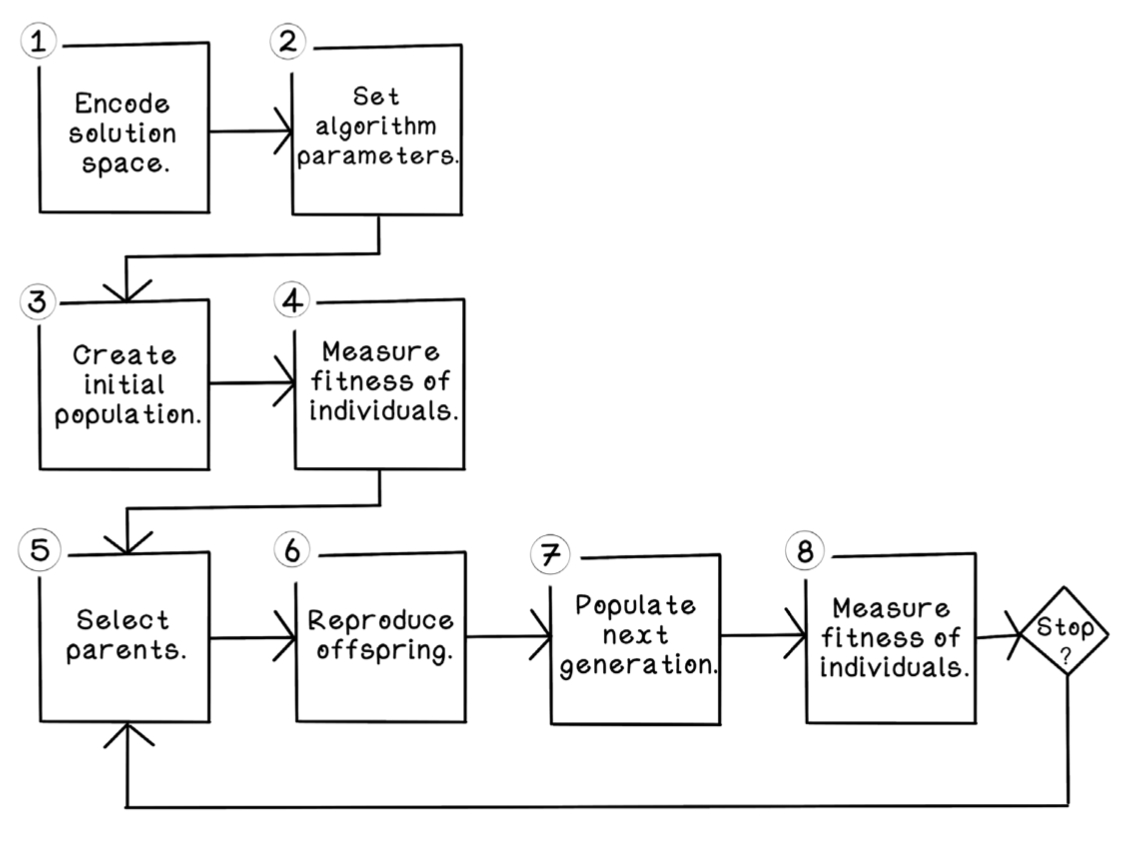 1
Encode
solution
space.
2
Set
algorithm
parameters.
3
Create
initial
population.
4
Measure
fitness of
individuals.
5
Select
parents.
6
Reproduce
offspring.
7
Populate
next
generation.
8
Measure
fitness of
individuals.
Stop
?